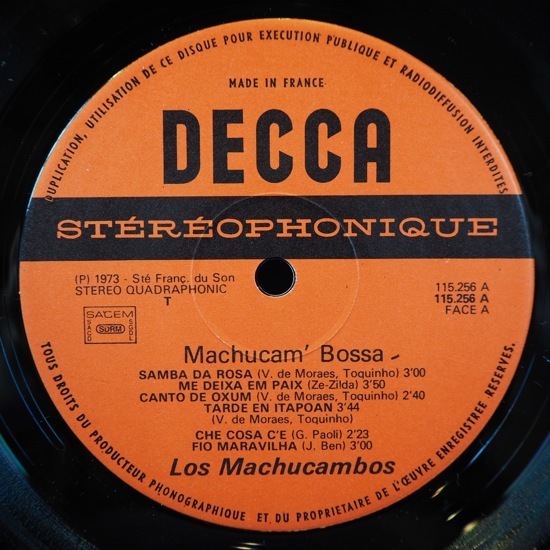 DUPLICATION, UTILISATION DE CE DISQUE POUR EXECUTION PUBLIQUE ET RADIODIFFUSION INTERDITES
MADE IN FRANCE
DECCA
STÉRÉOPHONIQUE
(P) 1973 - Sté Franç. du Son
STEREO QUADRAPHONIC
T
115.256 A
115.256 A
FACE A
SACEM
SACD
SDRM
SGDL
Machucam' Bossa
SAMBA DA ROSA (V. de Moraes, Toquinho) 3'00
ME DEIXA EM PAIX (Ze-Zilda) 3'50
CANTO DE OXUM (V. de Moraes, Toquinho) 2'40
TARDE EN ITAPOAN 3'44
(V. de Moraes, Toquinho)
CHE COSA C'E (G. Paoli) 2'23
FIO MARAVILHA (J. Ben) 3'00
Los Machucambos
TOUS DROITS DU PRODUCTEUR PHONOGRAPHIQUE ET DU PROPRIETAIRE DE L'ŒUVRE ENREGISTREE RESERVES.